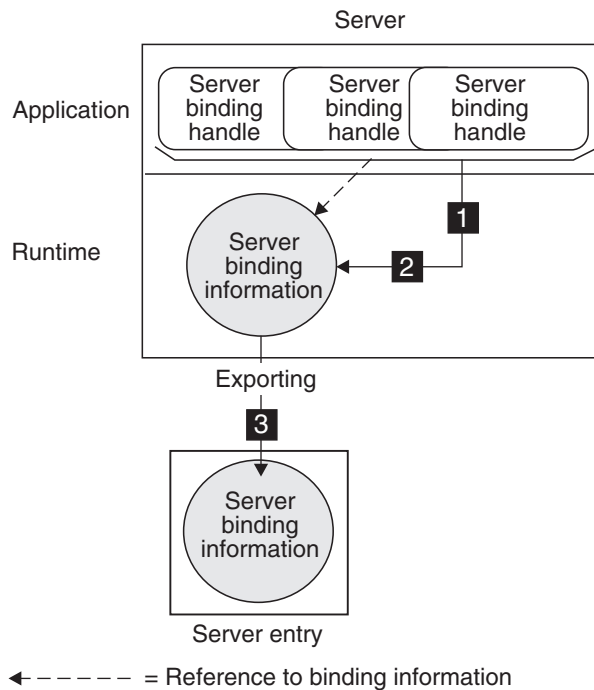 Server
Application
Server
binding
handle
Server
binding
handle
Server
binding
handle
1
Runtime
Server
binding
information
2
Exporting
3
Server
binding
information
Server entry
= Reference to binding information